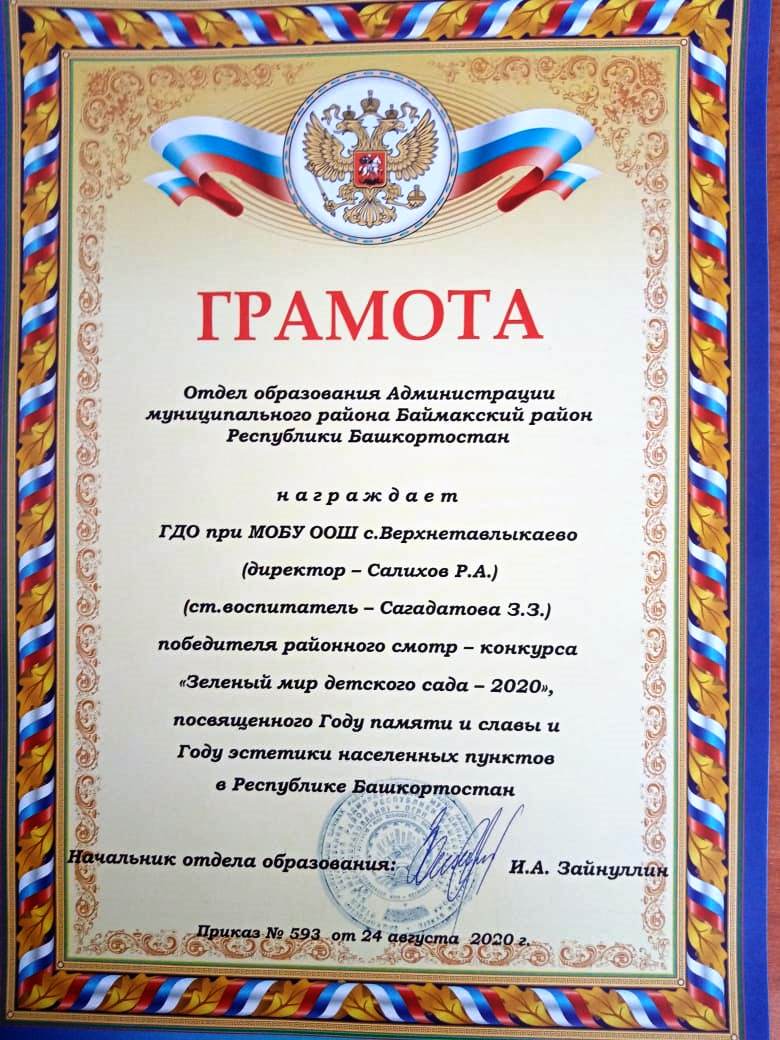 ГРАМОТА
Отдел образования Администрации
муниципального района Баймакский район
Республики Башкортостан
н а г р а ж д а е т
ГДО при МОБУ ООШ с.Верхнетавлыкаево
(директор – Салихов Р.А.)
(ст.воспитатель – Сагадатова З.З.)
победителя районного смотр – конкурса
«Зеленый мир детского сада – 2020»,
посвященного Году памяти и славы и
Году эстетики населенных пунктов
в Республике Башкортостан
Начальник отдела образования: И.А. Зайнуллин
Приказ № 593 от 24 августа 2020 г.